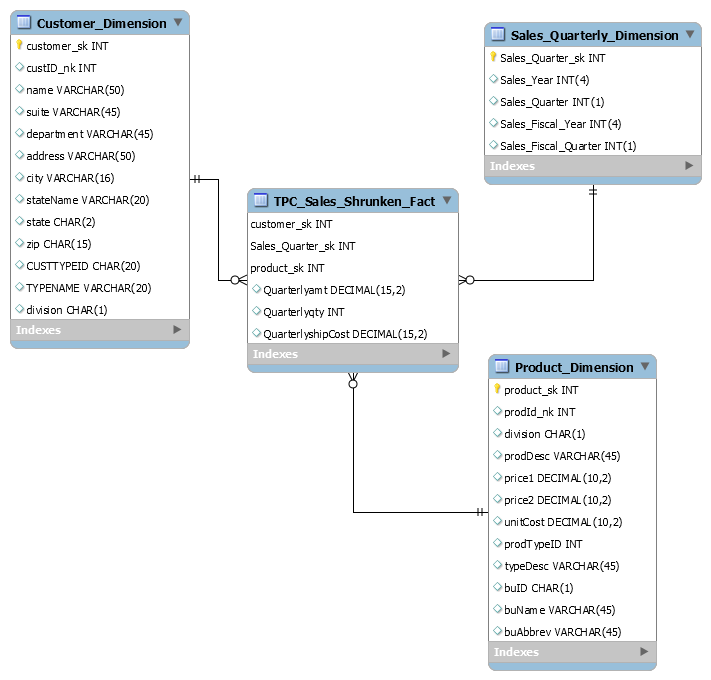 Customer_Dimension
customer_sk INT
custID_nk INT
name VARCHAR(50)
suite VARCHAR(45)
department VARCHAR(45)
address VARCHAR(50)
city VARCHAR(16)
stateName VARCHAR(20)
state CHAR(2)
zip CHAR(15)
CUSTTYPEID CHAR(20)
TYPENAME VARCHAR(20)
division CHAR(1)
Indexes
Sales_Quarterly_Dimension
Sales_Quarter_sk INT
Sales_Year INT(4)
Sales_Quarter INT(1)
Sales_Fiscal_Year INT(4)
Sales_Fiscal_Quarter INT(1)
Indexes
TPC_Sales_Shrunken_Fact
customer_sk INT
Sales_Quarter_sk INT
product_sk INT
Quarterlyamt DECIMAL(15,2)
Quarterlyqty INT
QuarterlyshipCost DECIMAL(15,2)
Indexes
Product_Dimension
product_sk INT
prodId_nk INT
division CHAR(1)
prodDesc VARCHAR(45)
price1 DECIMAL(10,2)
price2 DECIMAL(10,2)
unitCost DECIMAL(10,2)
prodTypeID INT
typeDesc VARCHAR(45)
buID CHAR(1)
buName VARCHAR(45)
buAbbrev VARCHAR(45)
Indexes